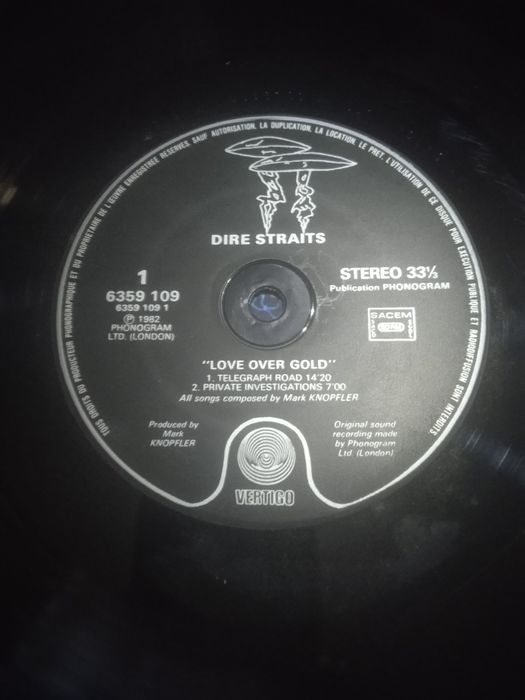 TOUS DROITS DU PRODUCTEUR PHONOGRAPHIQUE ET DU PROPRIETAIRE DE L'ŒUVRE ENREGISTREE RESERVES. SAUF AUTORISATION, LA DUPLICATION, LA LOCATION, LE PRET, L'UTILISATION DE CE DISQUE POUR EXECUTION PUBLIQUE ET RADIODIFFUSION SONT INTERDITS.
DIRE STRAITS
1
6359 109
6359 109 1
℗ 1982
PHONOGRAM
LTD. (LONDON)
STEREO 33⅓
Publication PHONOGRAM
SACEM
"LOVE OVER GOLD"
1. TELEGRAPH ROAD 14'20
2. PRIVATE INVESTIGATIONS 7'00
All songs composed by Mark KNOPFLER
Produced by
Mark
KNOPFLER
Original sound
recording made
by Phonogram
Ltd. (London)
VERTIGO